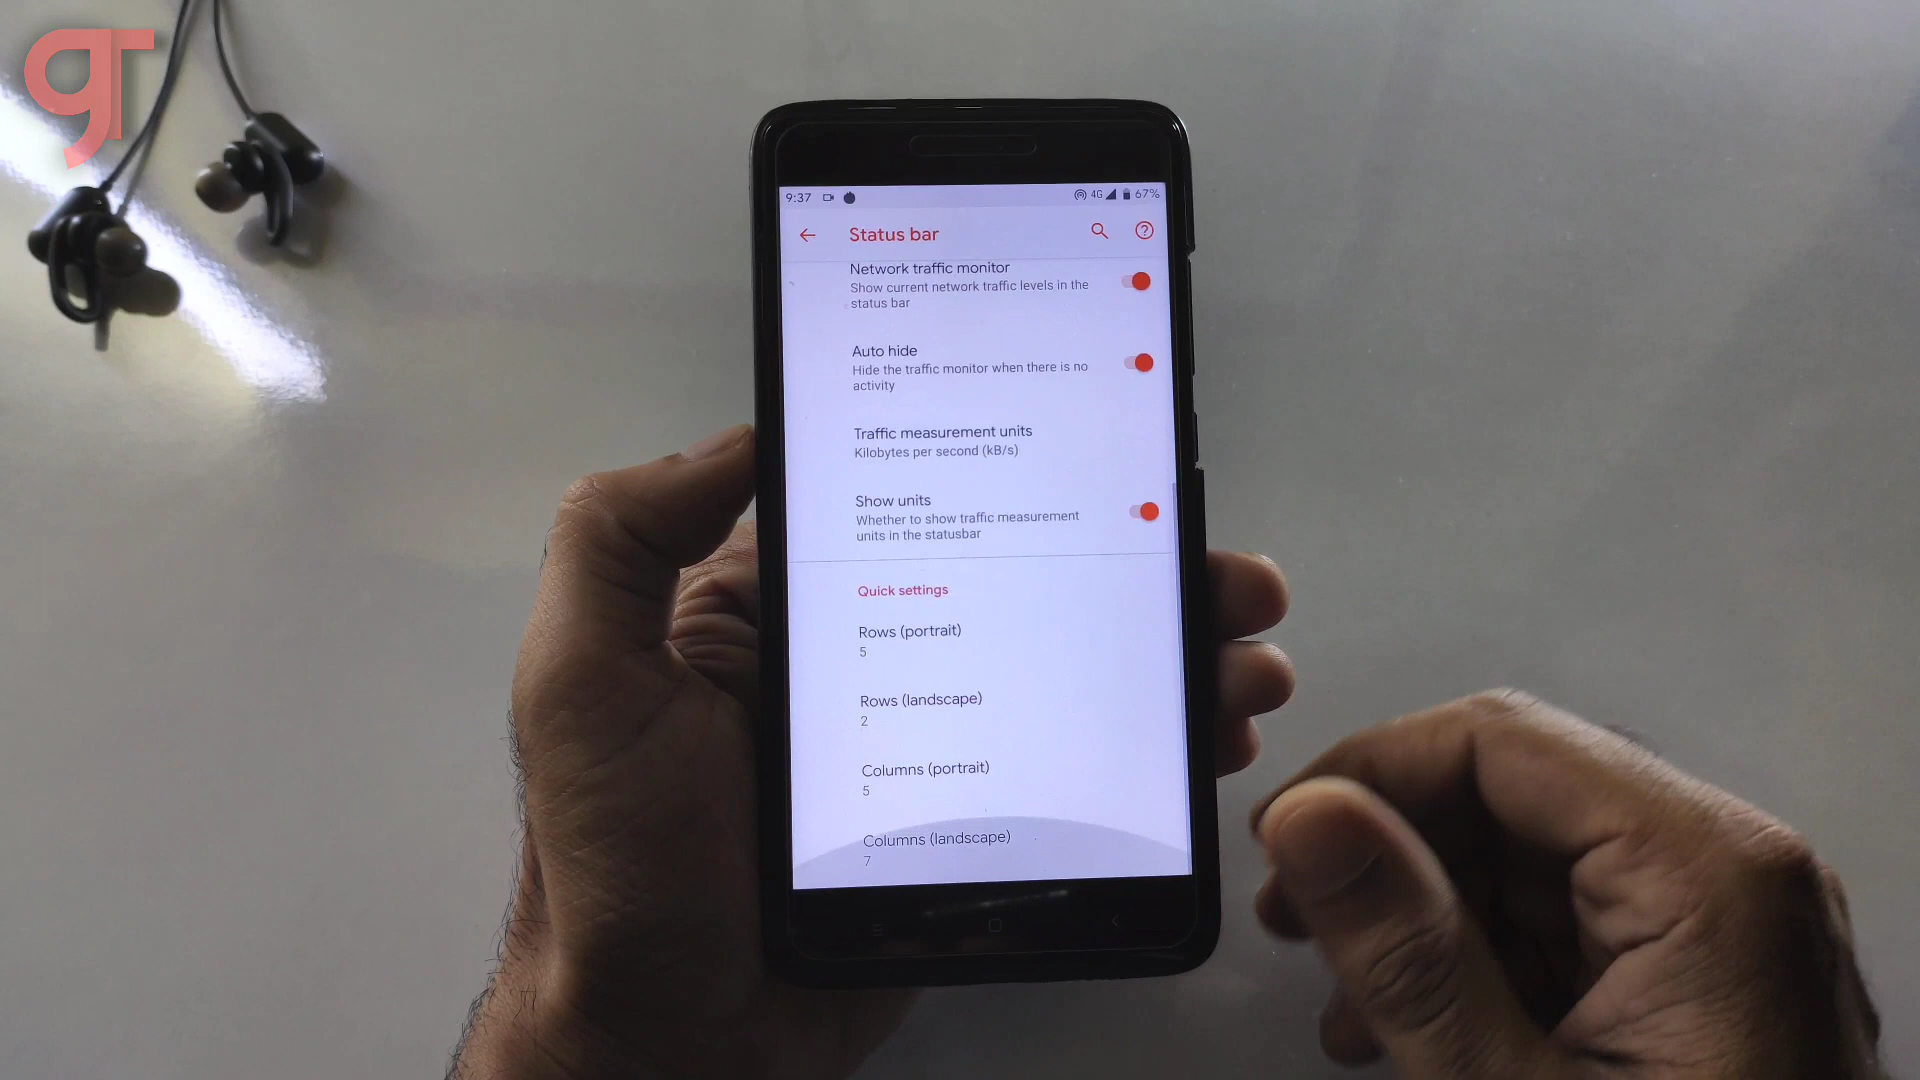 gT
9:37 4G 67%
Status bar
Network traffic monitor
Show current network traffic levels in the
status bar
Auto hide
Hide the traffic monitor when there is no
activity
Traffic measurement units
Kilobytes per second (kB/s)
Show units
Whether to show traffic measurement
units in the statusbar
Quick settings
Rows (portrait)
5
Rows (landscape)
2
Columns (portrait)
5
Columns (landscape)
7